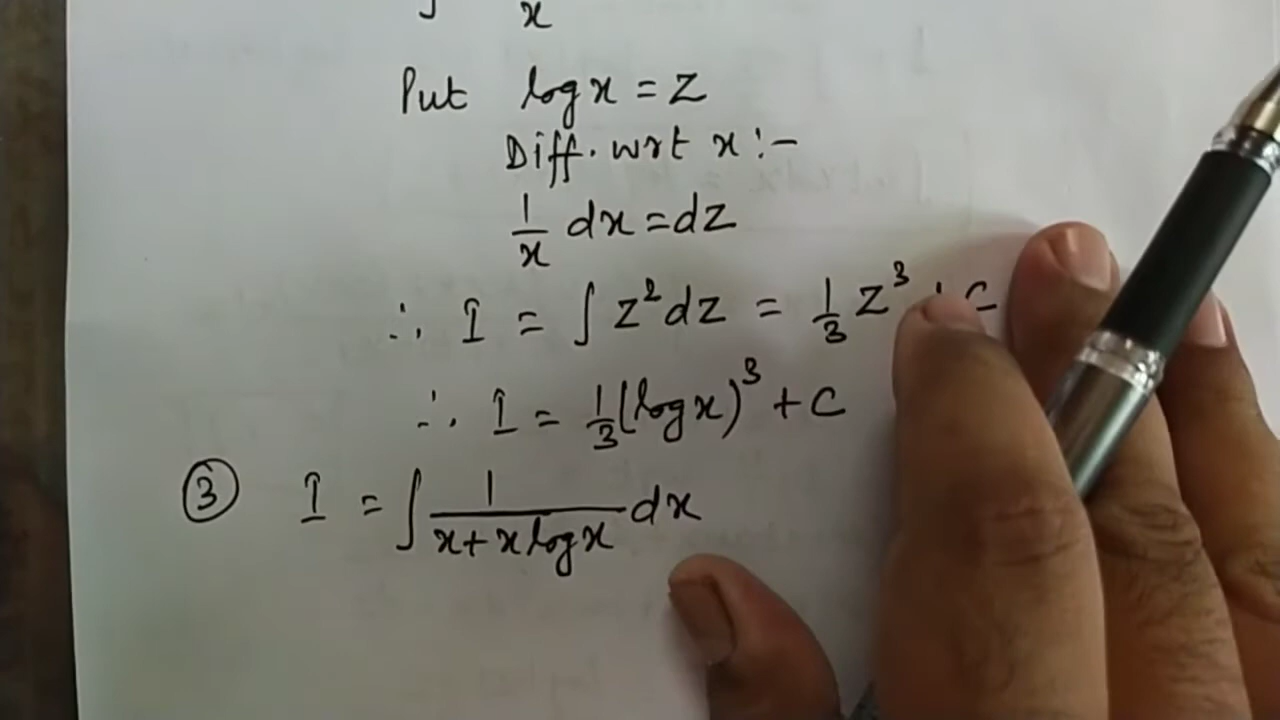 ∫ x
Put log x = z
Diff. wrt x :-
1/x dx = dz
∴ I = ∫ z² dz = 1/3 z³ + c
∴ I = 1/3 (log x)³ + c
③ I = ∫ 1/(x + x log x) dx